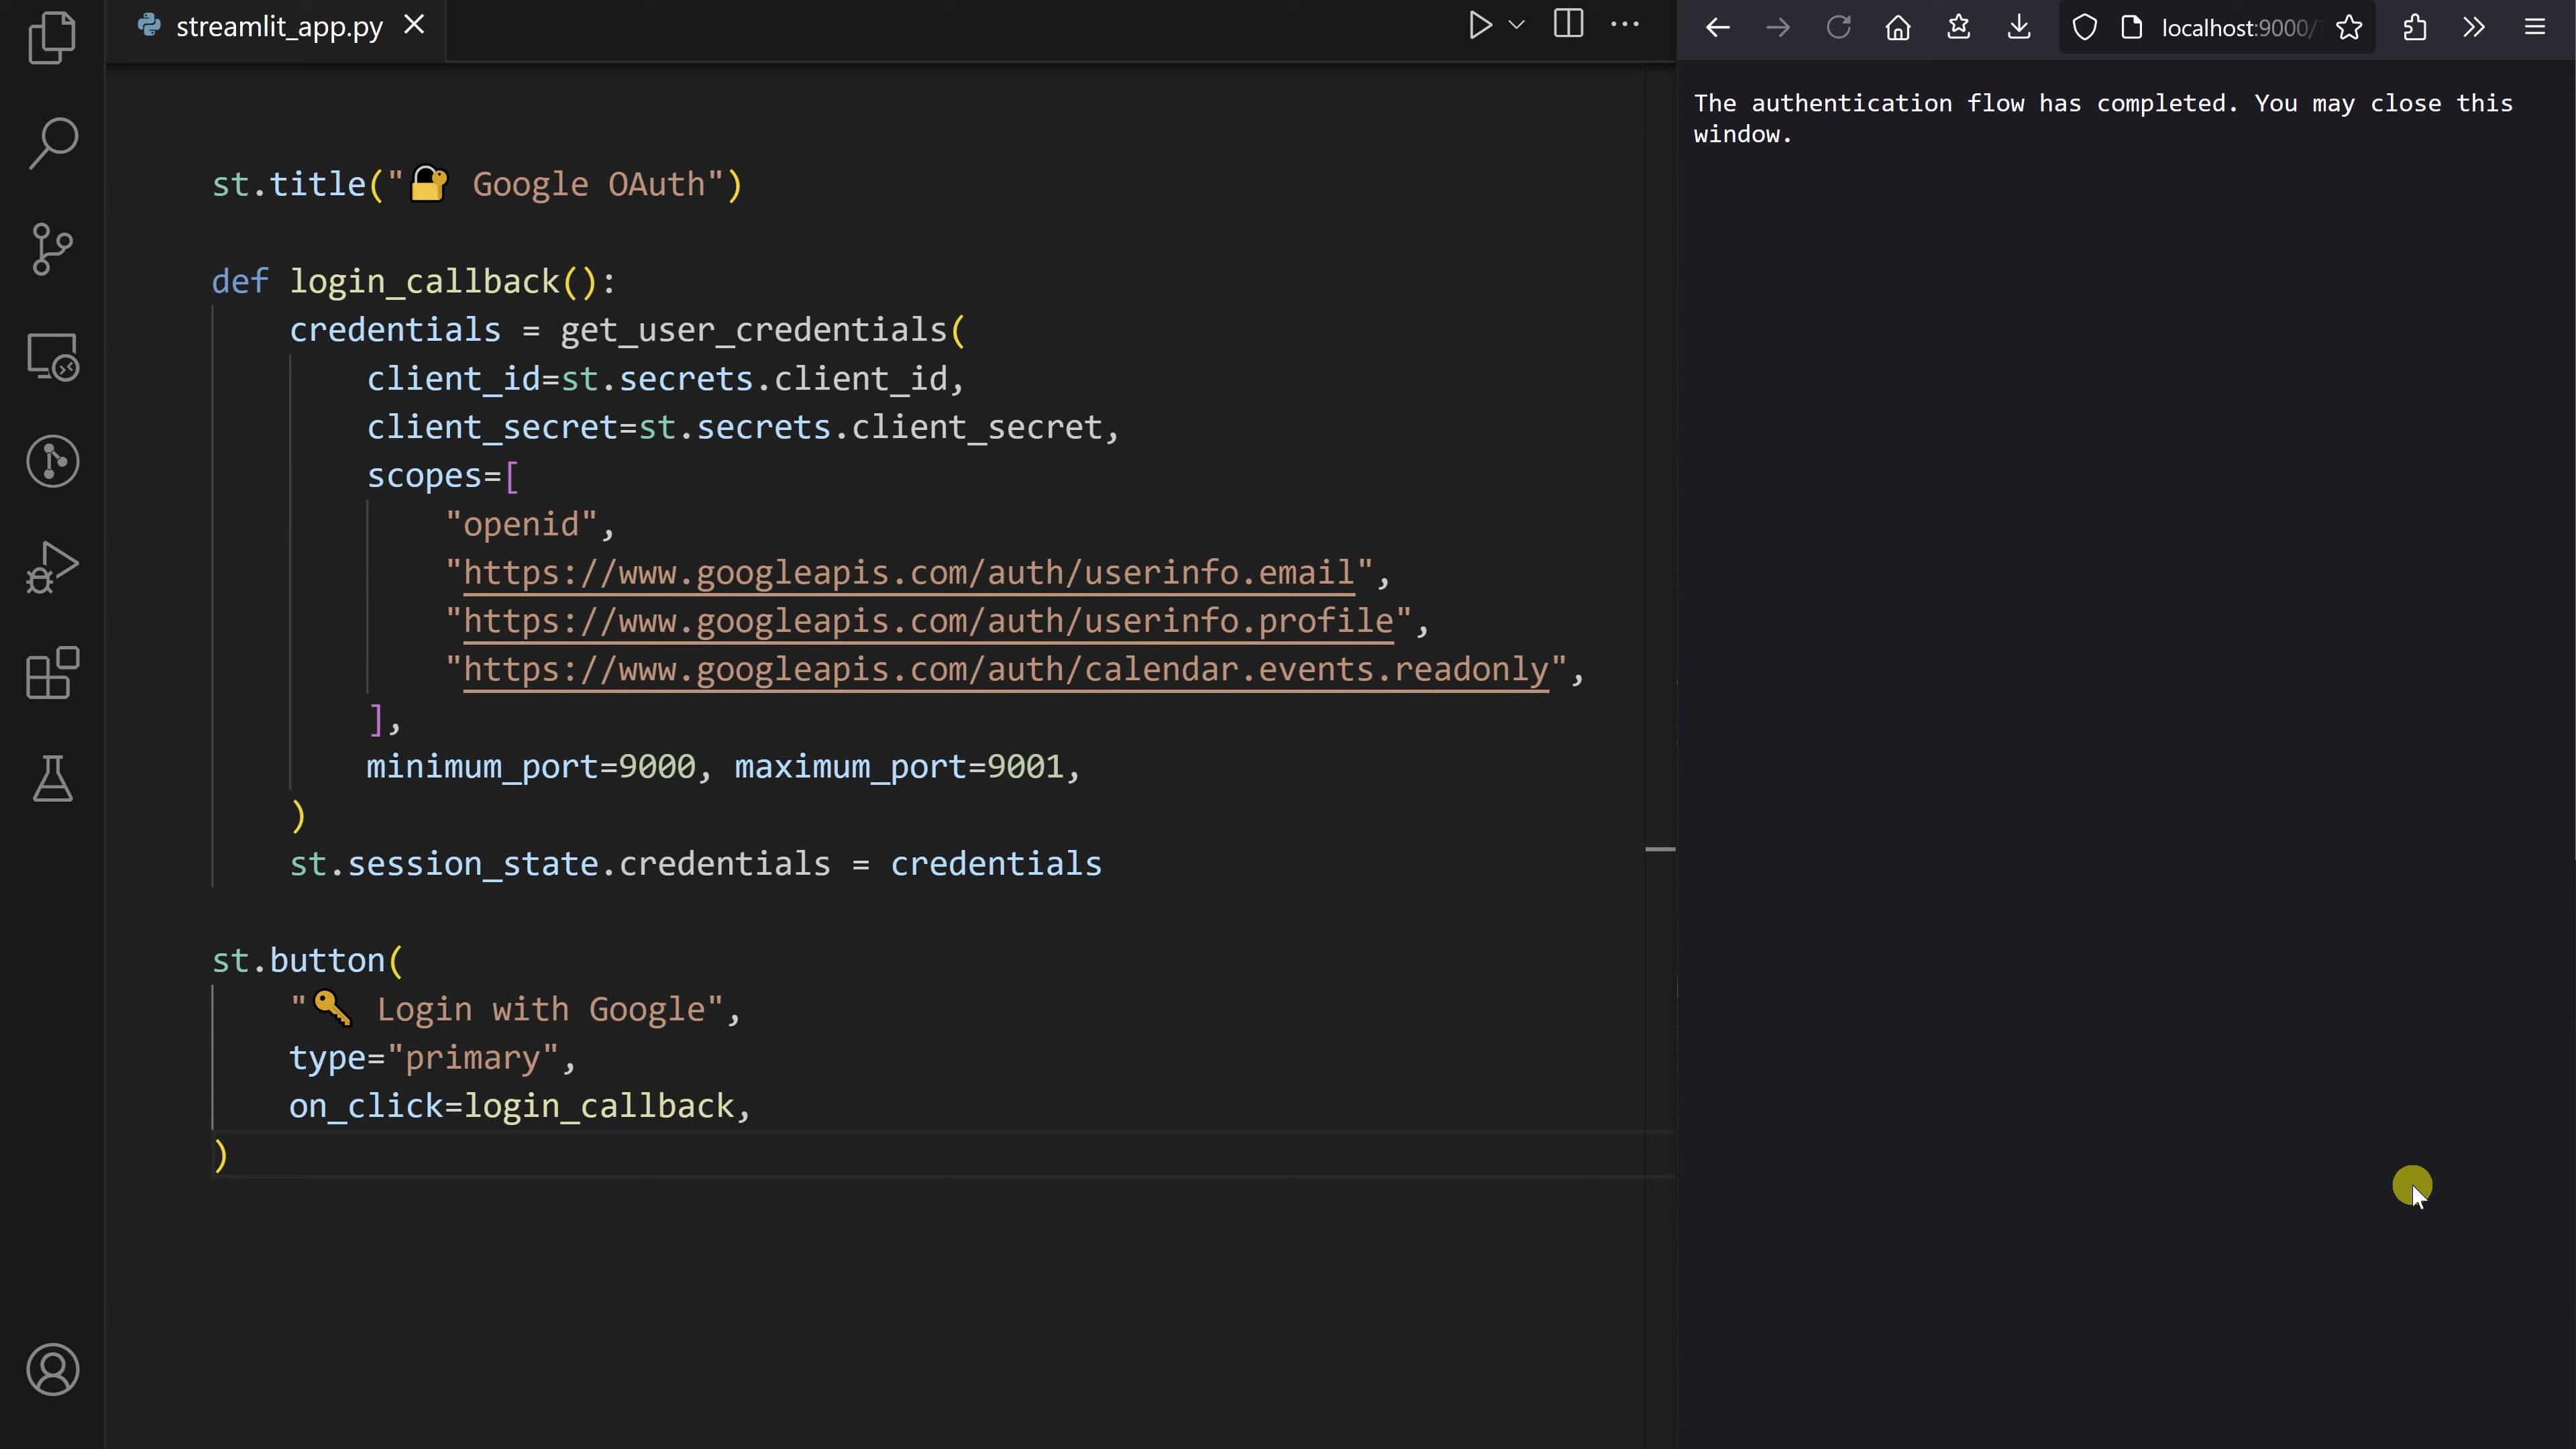 streamlit_app.py
st.title("🔐 Google OAuth")
def login_callback():
credentials = get_user_credentials(
client_id=st.secrets.client_id,
client_secret=st.secrets.client_secret,
scopes=[
"openid",
"https://www.googleapis.com/auth/userinfo.email",
"https://www.googleapis.com/auth/userinfo.profile",
"https://www.googleapis.com/auth/calendar.events.readonly",
],
minimum_port=9000, maximum_port=9001,
)
st.session_state.credentials = credentials
st.button(
"🔑 Login with Google",
type="primary",
on_click=login_callback,
)
localhost:9000/
The authentication flow has completed. You may close this
window.